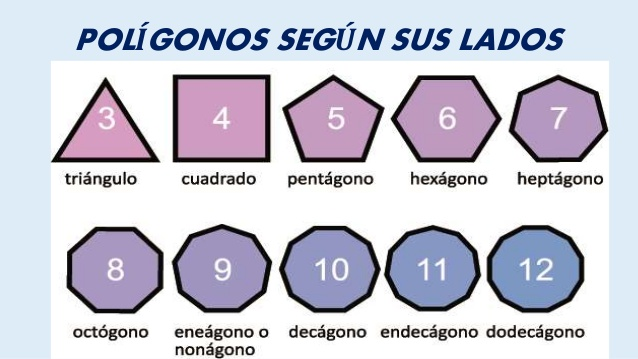 POLÍGONOS SEGÚN SUS LADOS
3 4 5 6 7
triángulo cuadrado pentágono hexágono heptágono
8 9 10 11 12
octógono eneágono o decágono endecágono dodecágono
nonágono